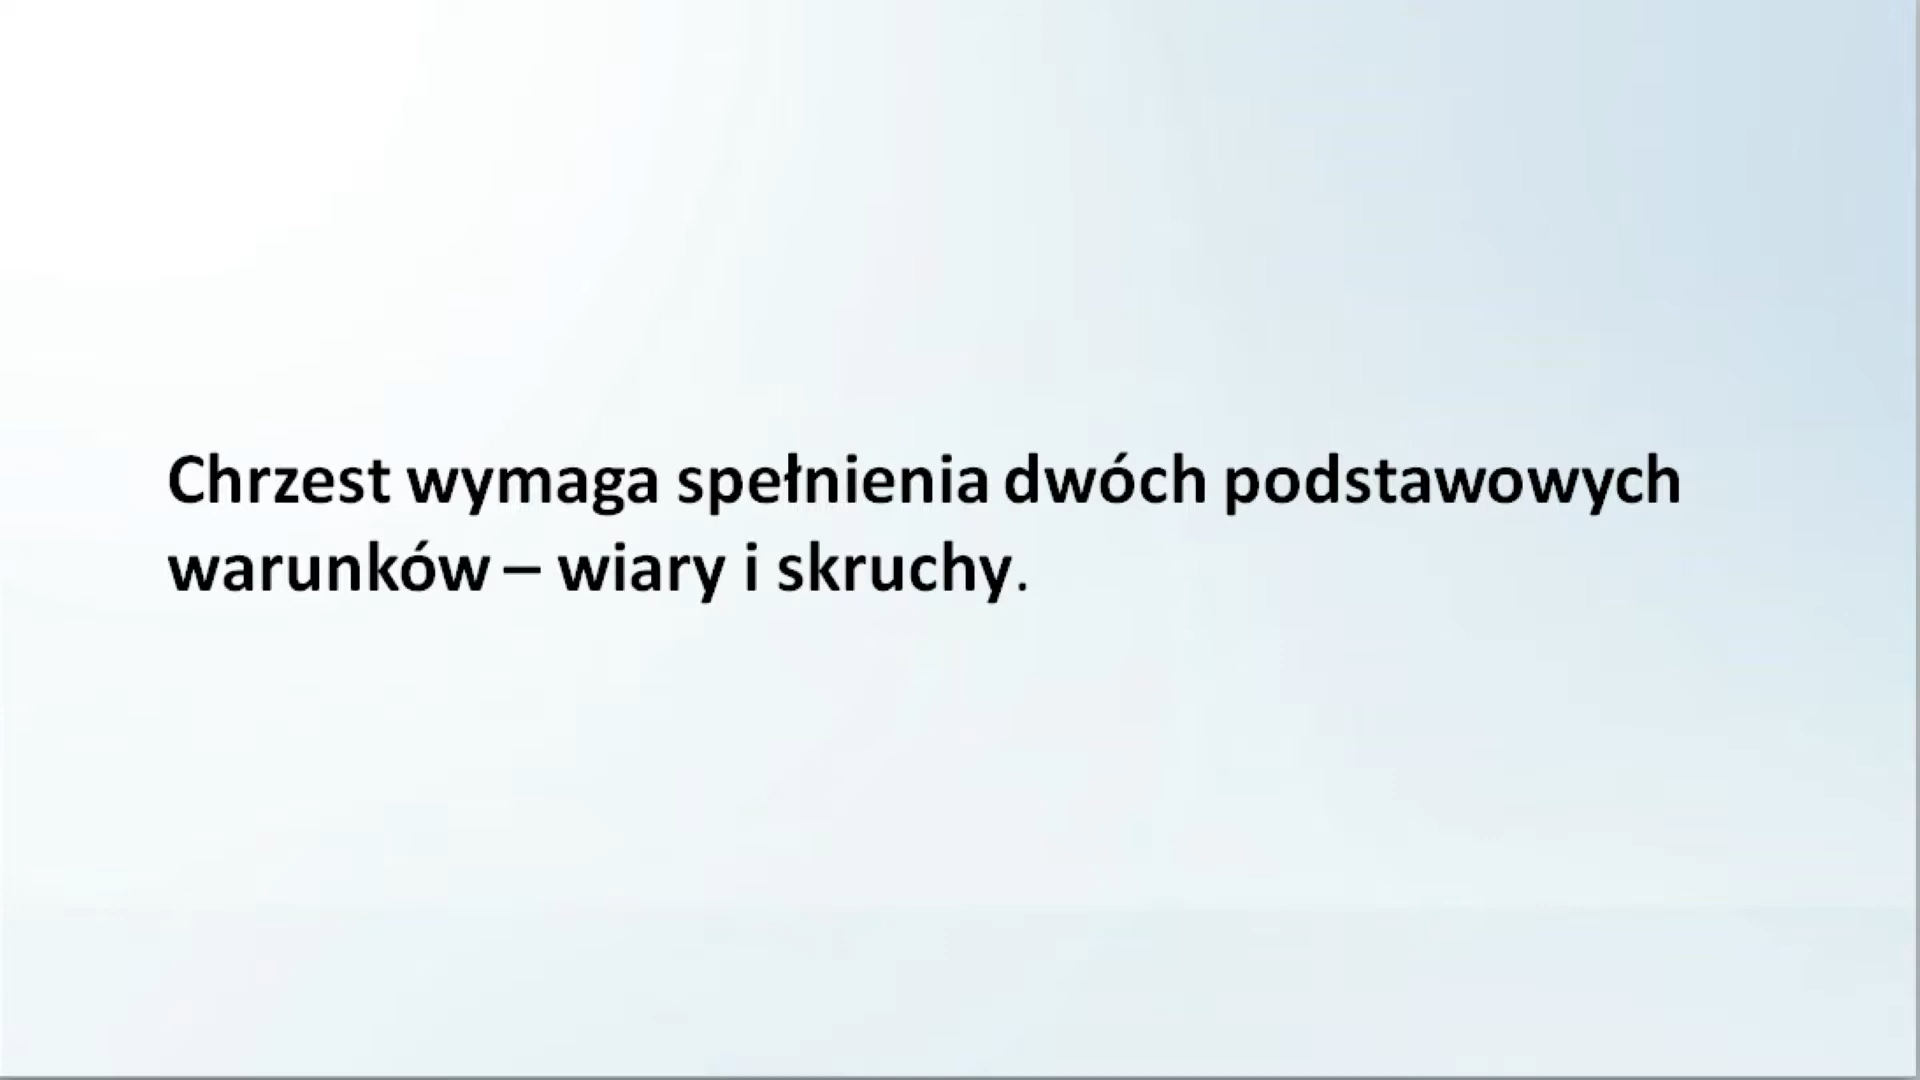 Chrzest wymaga spełnienia dwóch podstawowych
warunków – wiary i skruchy.